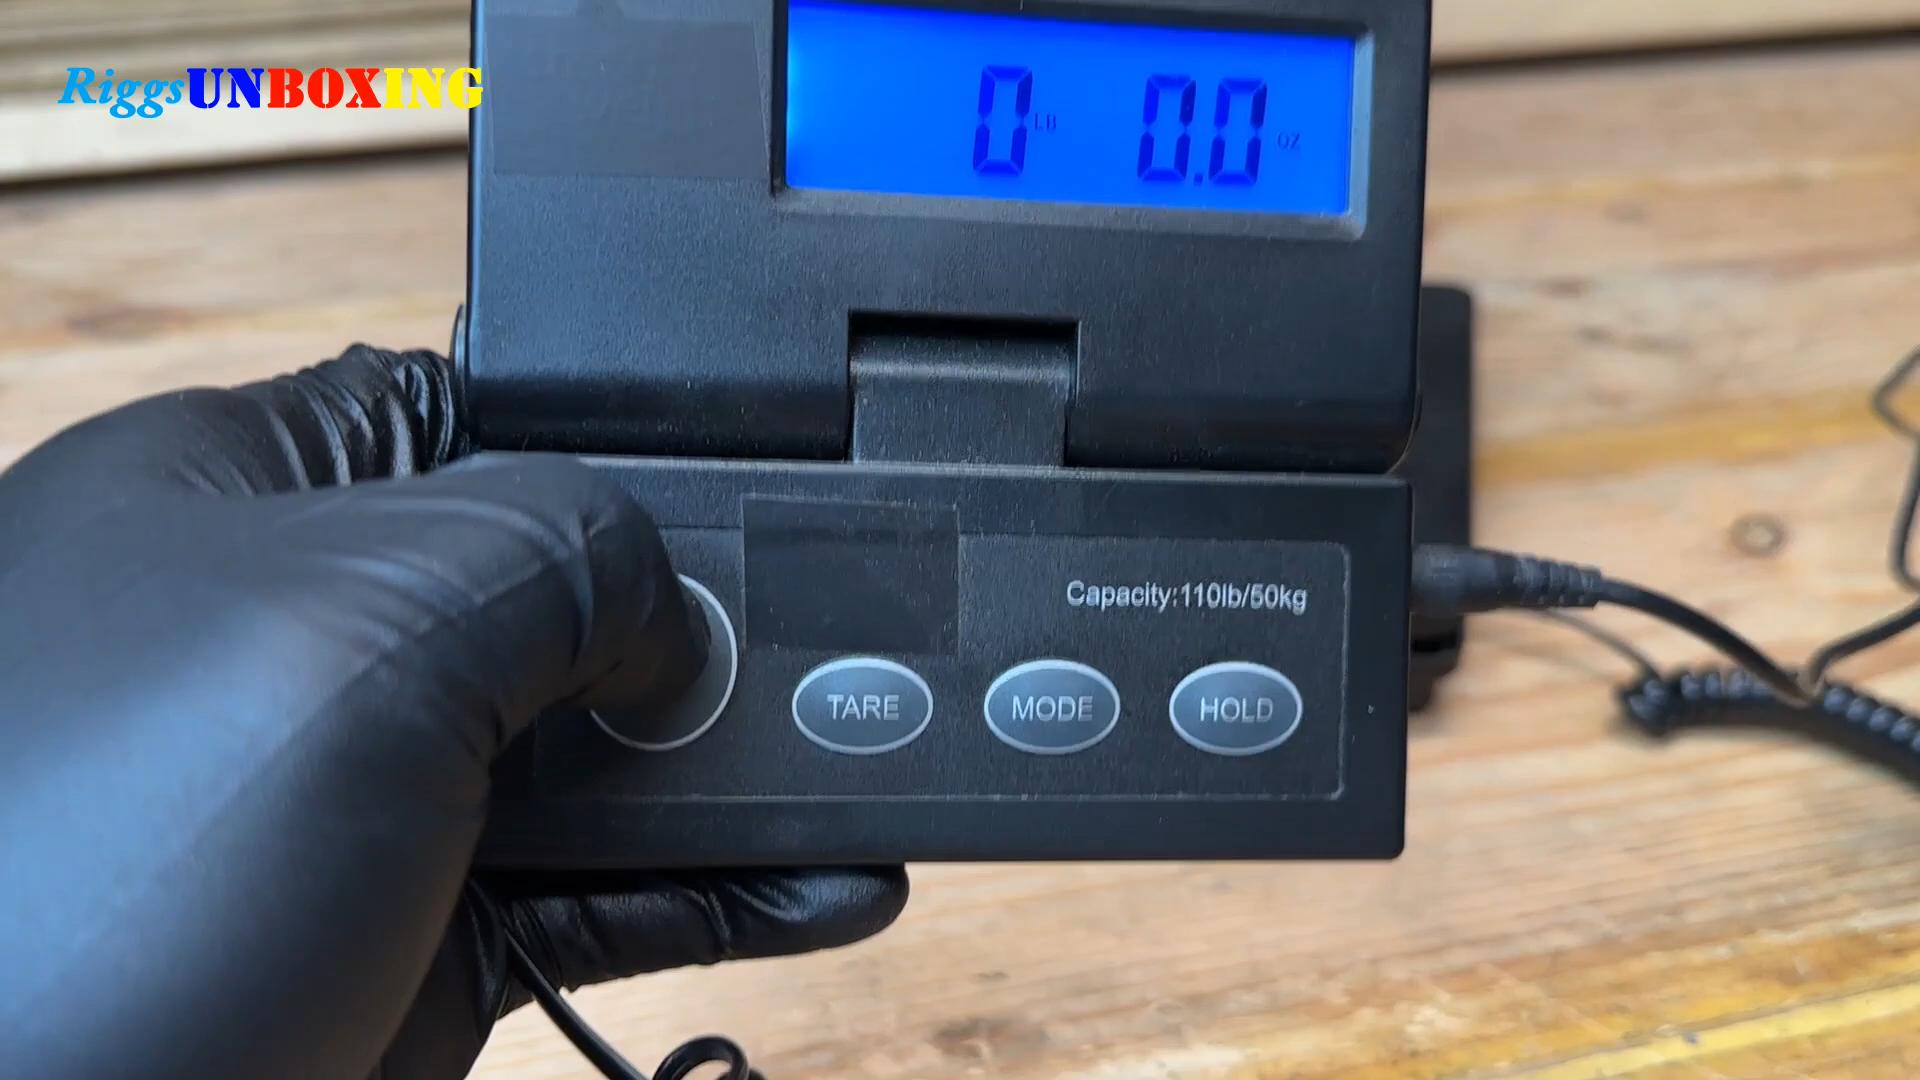 RiggsUNBOXING
0 LB 0.0 OZ
Capacity:110lb/50kg
TARE MODE HOLD